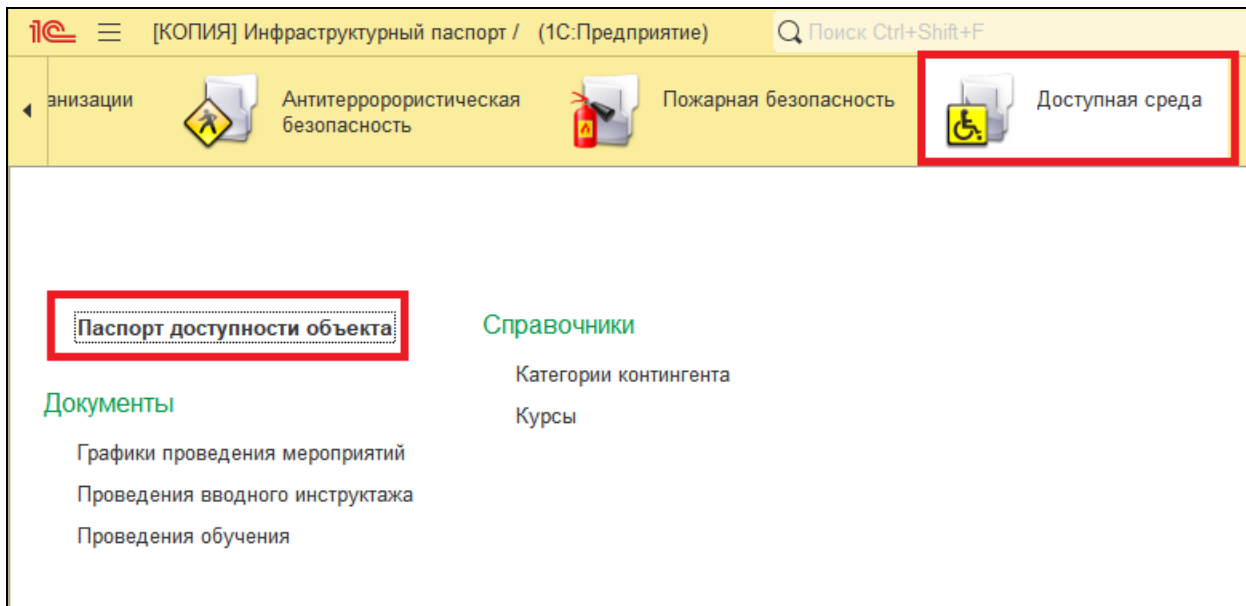 1С [КОПИЯ] Инфраструктурный паспорт / (1С:Предприятие) Поиск Ctrl+Shift+F
анизации
Антитерророристическая
безопасность
Пожарная безопасность
Доступная среда
Паспорт доступности объекта
Документы
Графики проведения мероприятий
Проведения вводного инструктажа
Проведения обучения
Справочники
Категории контингента
Курсы